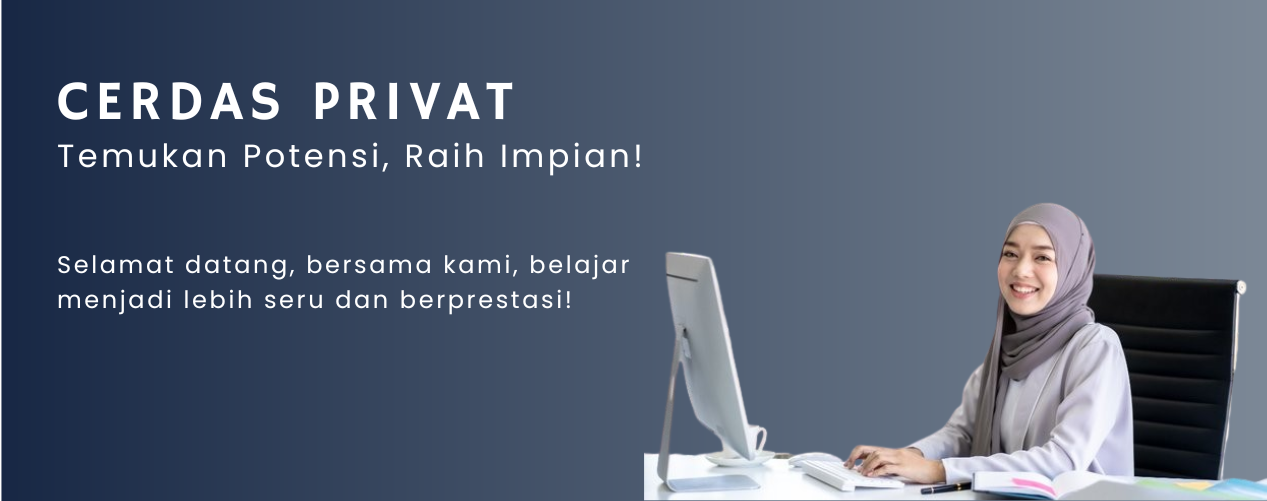 CERDAS PRIVAT
Temukan Potensi, Raih Impian!
Selamat datang, bersama kami, belajar
menjadi lebih seru dan berprestasi!